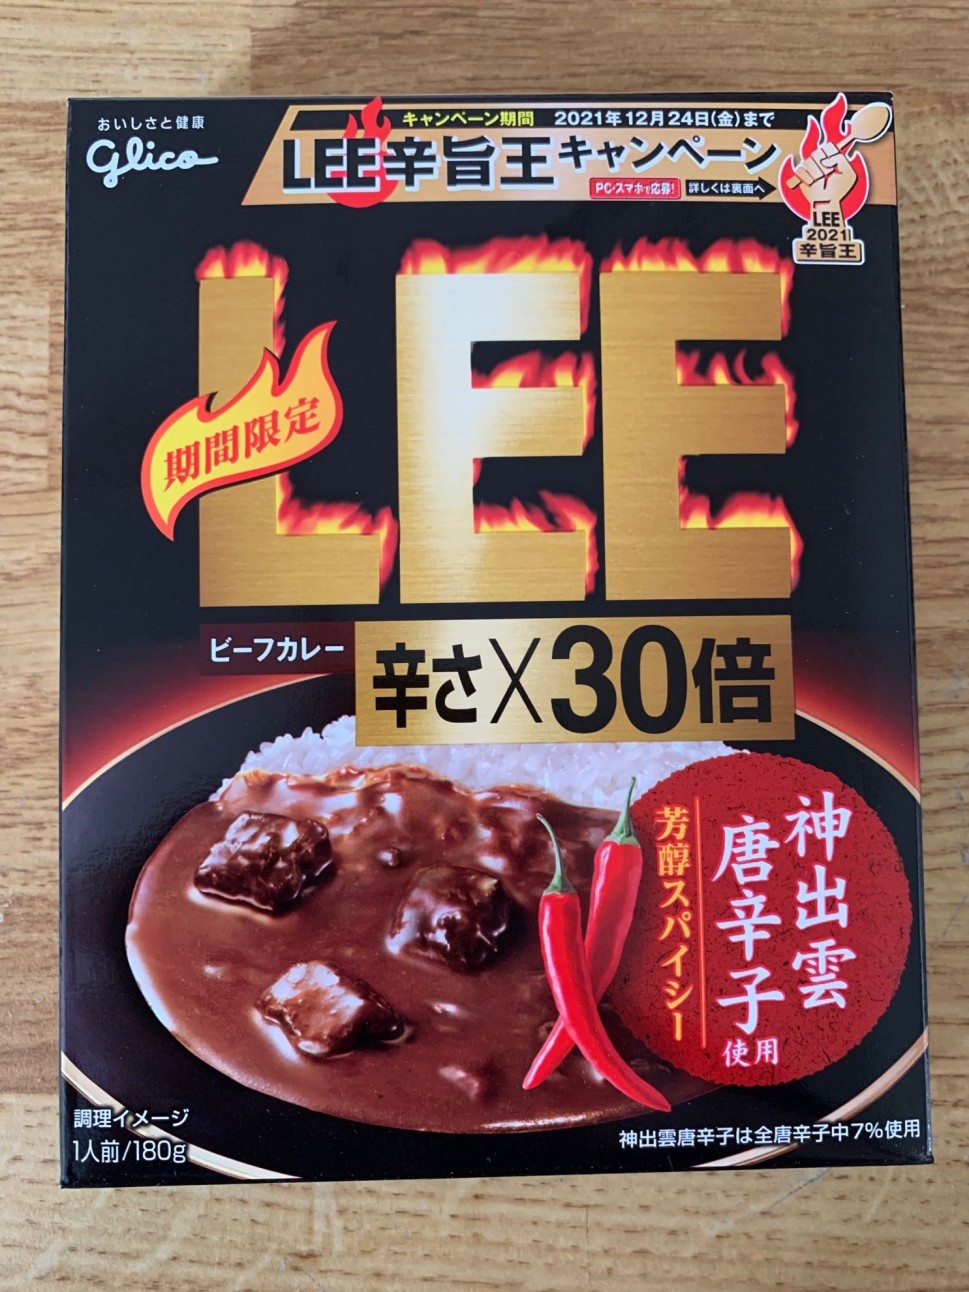 おいしさと健康
glico
キャンペーン期間 2021年12月24日(金)まで
LEE辛旨王キャンペーン
PC・スマホで応募! 詳しくは裏面へ
LEE
2021
辛旨王
LEE
期間限定
ビーフカレー
辛さ×30倍
神出雲
唐辛子使用
芳醇スパイシー
調理イメージ
1人前/180g
神出雲唐辛子は全唐辛子中7%使用